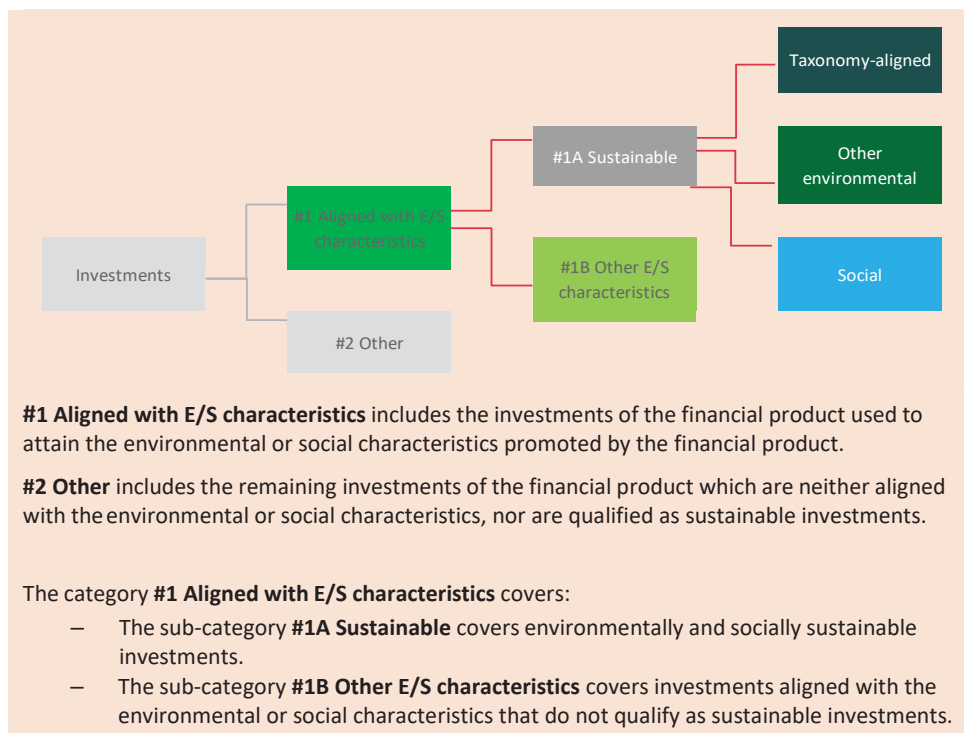 Taxonomy-aligned
#1A Sustainable
Other
environmental
#1 Aligned with E/S
characteristics
Investments
#1B Other E/S
characteristics
Social
#2 Other
#1 Aligned with E/S characteristics includes the investments of the financial product used to
attain the environmental or social characteristics promoted by the financial product.
#2 Other includes the remaining investments of the financial product which are neither aligned
with the environmental or social characteristics, nor are qualified as sustainable investments.
The category #1 Aligned with E/S characteristics covers:
– The sub-category #1A Sustainable covers environmentally and socially sustainable
investments.
– The sub-category #1B Other E/S characteristics covers investments aligned with the
environmental or social characteristics that do not qualify as sustainable investments.